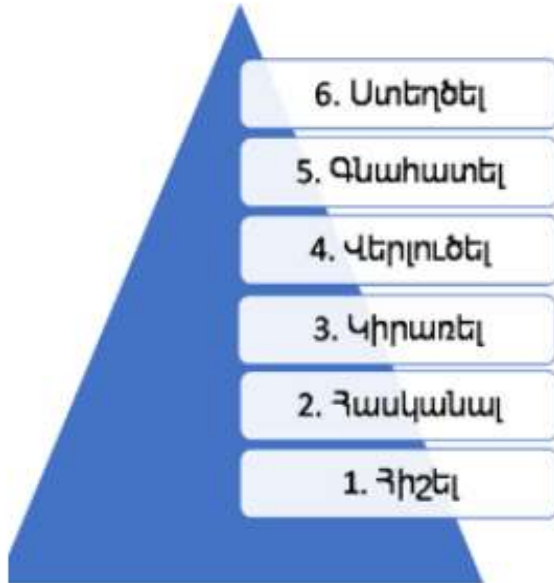 6. Ստեղծել
5. Գնահատել
4. Վերլուծել
3. Կիրառել
2. Հասկանալ
1. Հիշել